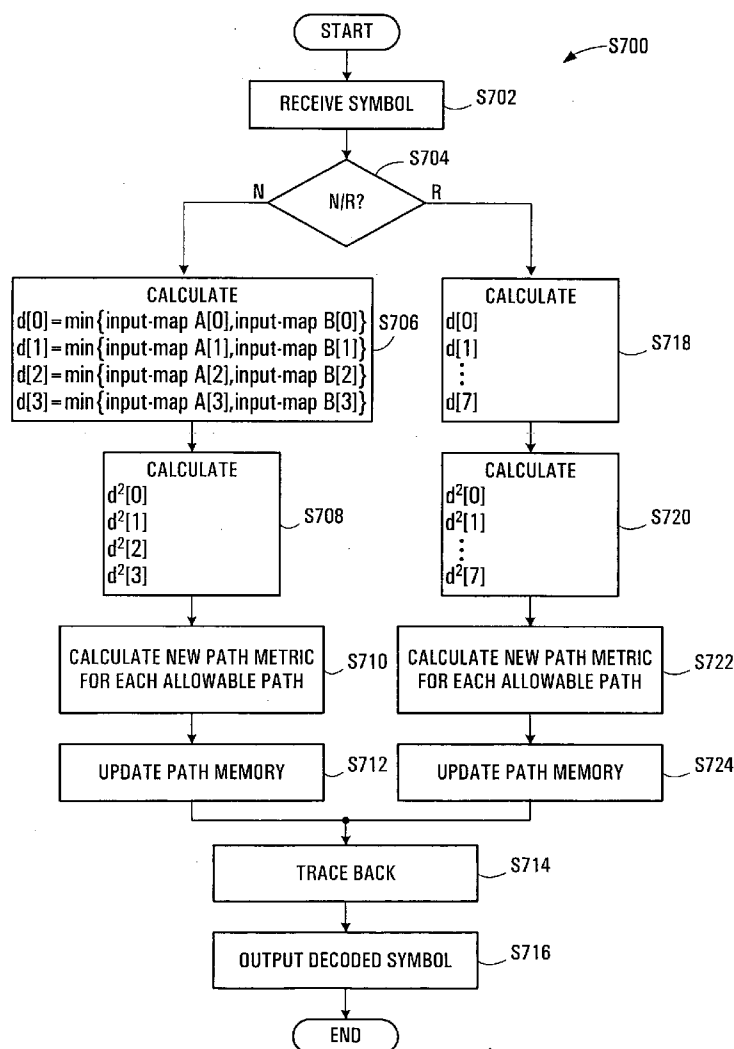 START
S700
RECEIVE SYMBOL
S702
S704
N
N/R?
R
CALCULATE
d[0]=min{input-map A[0],input-map B[0]}
d[1]=min{input-map A[1],input-map B[1]}
d[2]=min{input-map A[2],input-map B[2]}
d[3]=min{input-map A[3],input-map B[3]}
S706
CALCULATE
d[0]
d[1]
⋮
d[7]
S718
CALCULATE
d²[0]
d²[1]
d²[2]
d²[3]
S708
CALCULATE
d²[0]
d²[1]
⋮
d²[7]
S720
CALCULATE NEW PATH METRIC
FOR EACH ALLOWABLE PATH
S710
CALCULATE NEW PATH METRIC
FOR EACH ALLOWABLE PATH
S722
UPDATE PATH MEMORY
S712
UPDATE PATH MEMORY
S724
TRACE BACK
S714
OUTPUT DECODED SYMBOL
S716
END